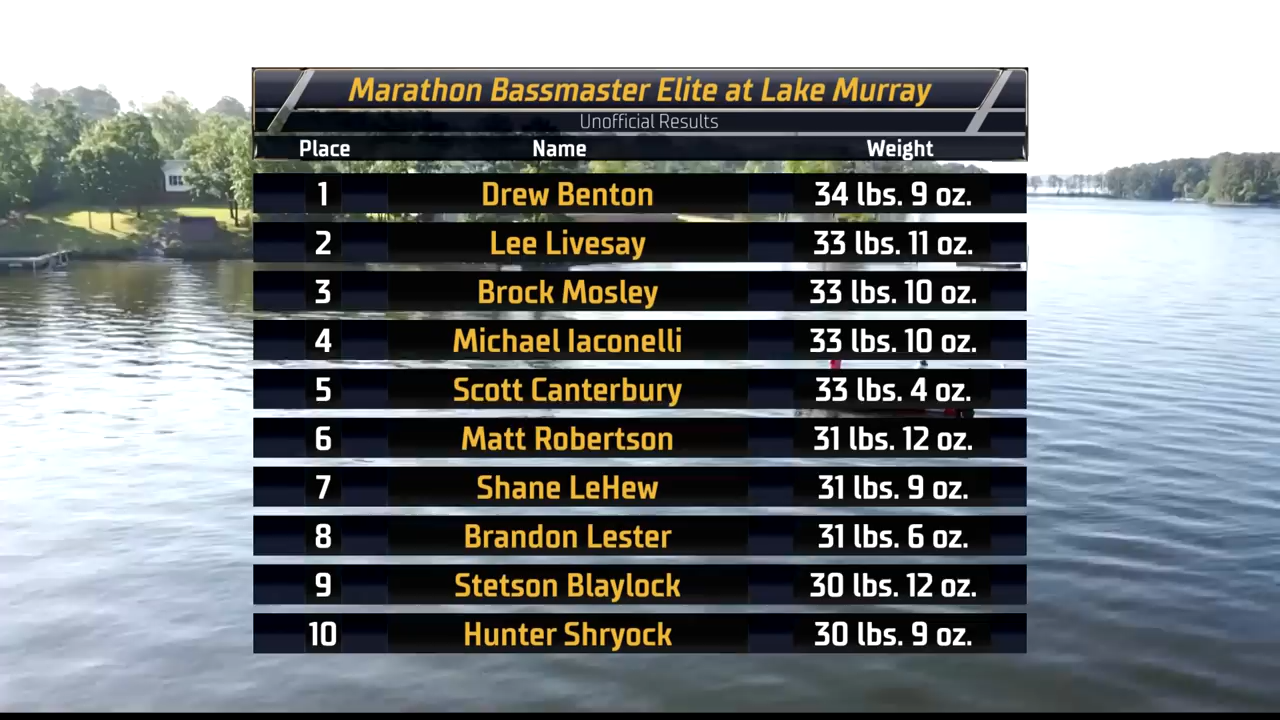 Marathon Bassmaster Elite at Lake Murray
Unofficial Results
Place Name Weight
1 Drew Benton 34 lbs. 9 oz.
2 Lee Livesay 33 lbs. 11 oz.
3 Brock Mosley 33 lbs. 10 oz.
4 Michael Iaconelli 33 lbs. 10 oz.
5 Scott Canterbury 33 lbs. 4 oz.
6 Matt Robertson 31 lbs. 12 oz.
7 Shane LeHew 31 lbs. 9 oz.
8 Brandon Lester 31 lbs. 6 oz.
9 Stetson Blaylock 30 lbs. 12 oz.
10 Hunter Shryock 30 lbs. 9 oz.